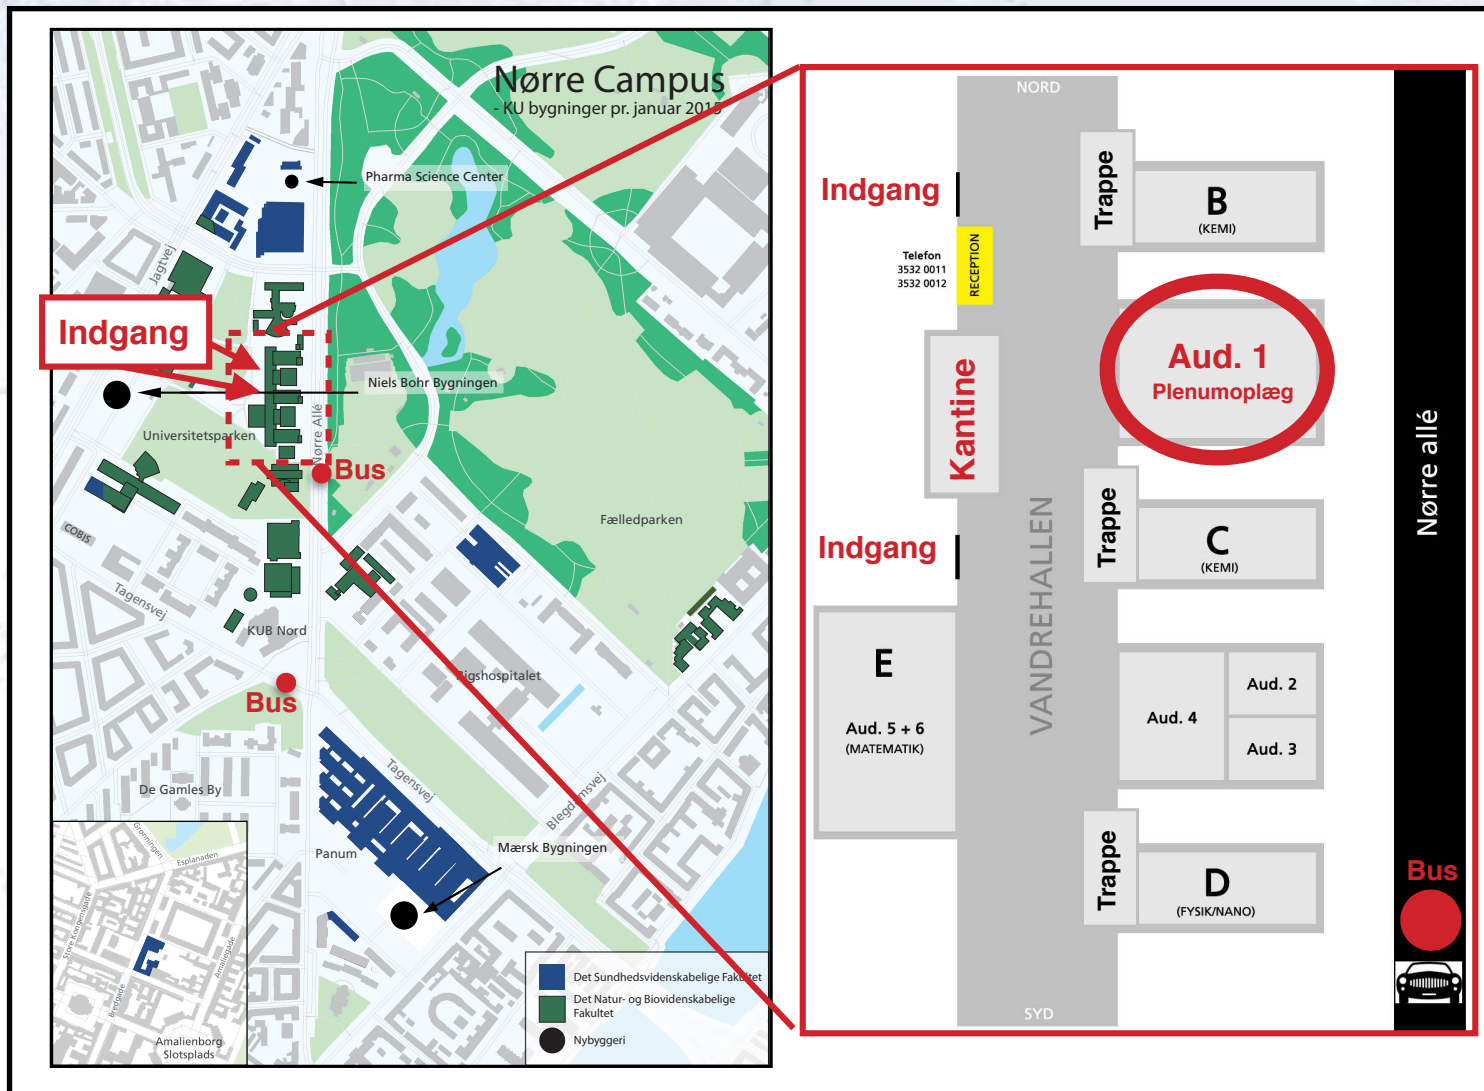 Nørre Campus
- KU bygninger pr. januar 2015
Pharma Science Center
Jagtvej
Indgang
Niels Bohr Bygningen
Universitetsparken
Nørre Allé
Bus
Fælledparken
COBIS
Tagensvej
KUB Nord
Rigshospitalet
Bus
De Gamles By
Tagensvej
Blegdamsvej
Panum
Mærsk Bygningen
Grønningen
Esplanaden
Store Kongensgade
Bredgade
Amaliegade
Amalienborg
Slotsplads
Det Sundhedsvidenskabelige Fakultet
Det Natur- og Biovidenskabelige
Fakultet
Nybyggeri
NORD
Indgang
Trappe
B
(KEMI)
Telefon
3532 0011
3532 0012
RECEPTION
Aud. 1
Plenumoplæg
Kantine
Nørre allé
Indgang
Trappe
C
(KEMI)
VANDREHALLEN
E
Aud. 5 + 6
(MATEMATIK)
Aud. 4
Aud. 2
Aud. 3
Trappe
D
(FYSIK/NANO)
Bus
SYD